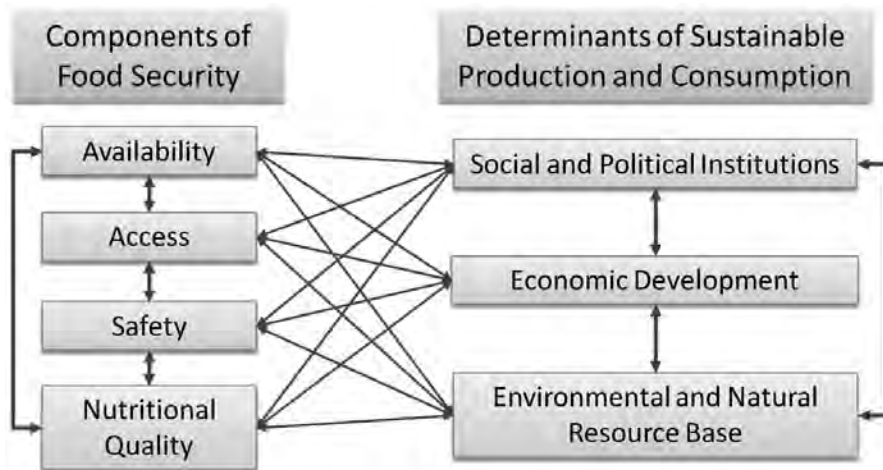 Components of
Food Security
Determinants of Sustainable
Production and Consumption
Availability
Access
Safety
Nutritional
Quality
Social and Political Institutions
Economic Development
Environmental and Natural
Resource Base